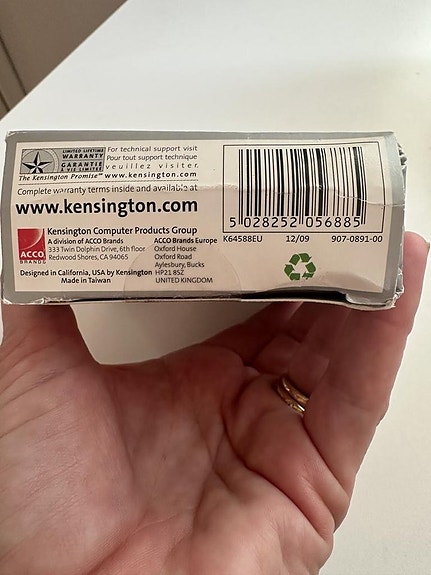 LIMITED LIFETIME
WARRANTY
GARANTIE
À VIE LIMITÉE
The Kensington Promise™
For technical support visit
Pour tout support technique
veuillez visiter:
www.kensington.com
Complete warranty terms inside and available at
www.kensington.com
ACCO
BRANDS
Kensington Computer Products Group
A division of ACCO Brands
333 Twin Dolphin Drive, 6th floor
Redwood Shores, CA 94065
Designed in California, USA by Kensington
Made in Taiwan
ACCO Brands Europe
Oxford House
Oxford Road
Aylesbury, Bucks
HP21 8SZ
UNITED KINGDOM
5 028252 056885
K64588EU 12/09 907-0891-00